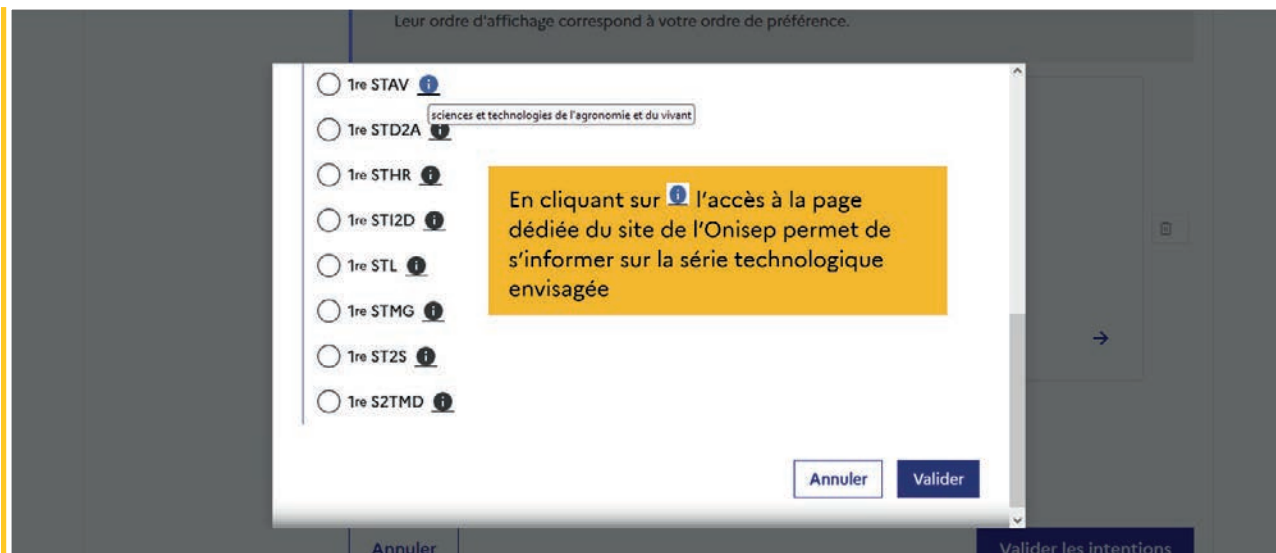 Leur ordre d'affichage correspond à votre ordre de préférence.
1re STAV
sciences et technologies de l'agronomie et du vivant
1re STD2A
1re STHR
1re STI2D
1re STL
1re STMG
1re ST2S
1re S2TMD
En cliquant sur i l'accès à la page
dédiée du site de l'Onisep permet de
s'informer sur la série technologique
envisagée
Annuler Valider
Annuler Valider les intentions